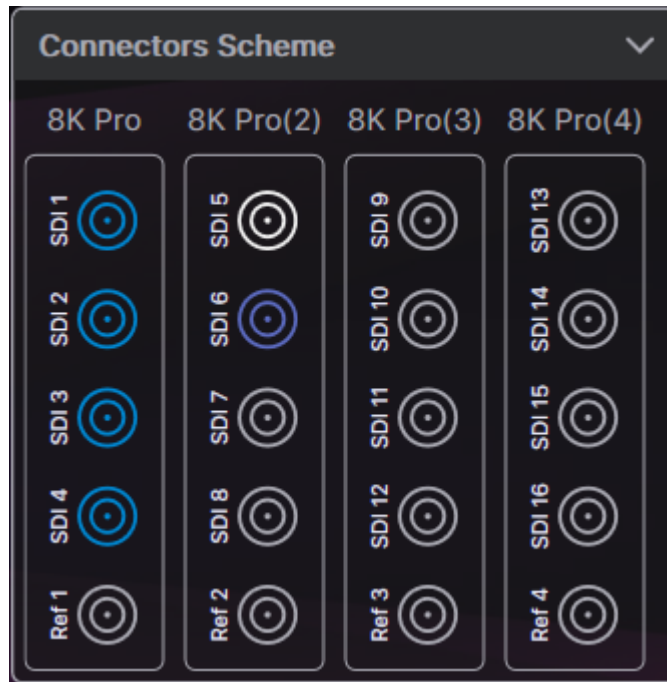 Connectors Scheme
8K Pro 8K Pro(2) 8K Pro(3) 8K Pro(4)
SDI 1 SDI 5 SDI 9 SDI 13
SDI 2 SDI 6 SDI 10 SDI 14
SDI 3 SDI 7 SDI 11 SDI 15
SDI 4 SDI 8 SDI 12 SDI 16
Ref 1 Ref 2 Ref 3 Ref 4